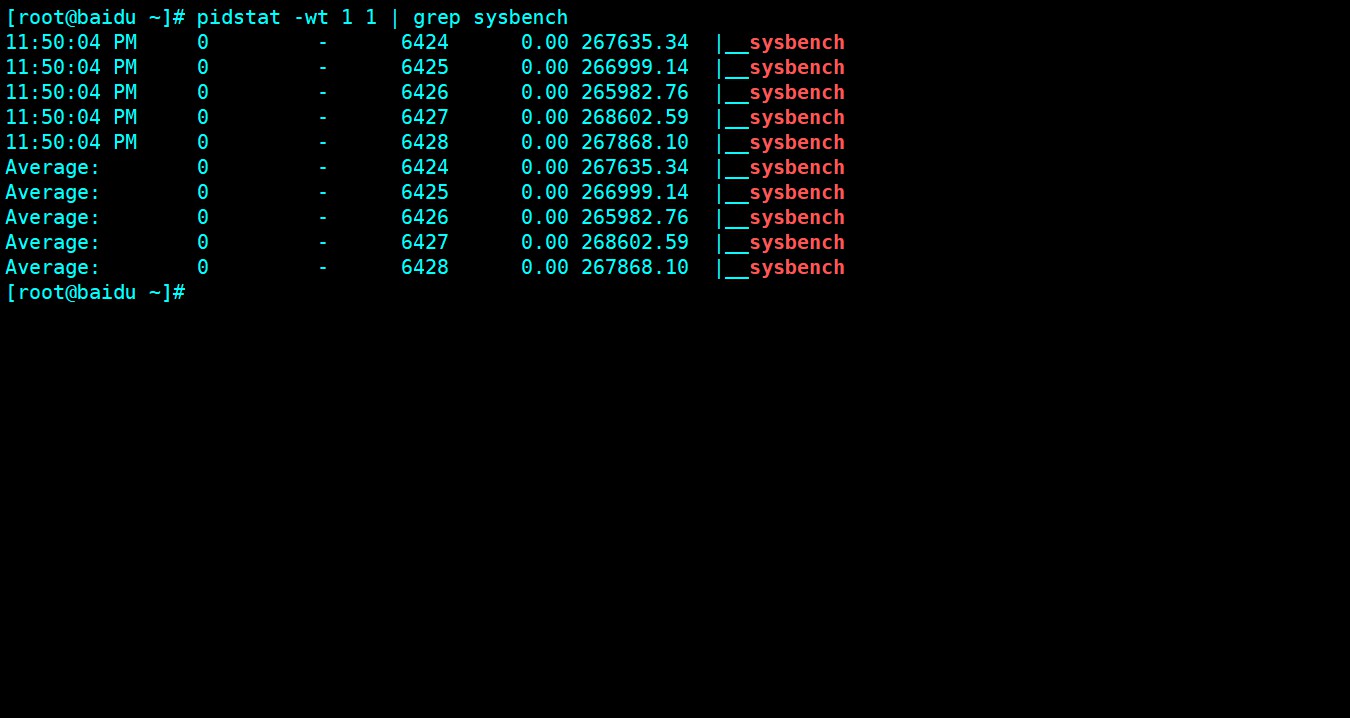 [root@baidu ~]# pidstat -wt 1 1 | grep sysbench
11:50:04 PM     0         -      6424      0.00 267635.34  |__sysbench
11:50:04 PM     0         -      6425      0.00 266999.14  |__sysbench
11:50:04 PM     0         -      6426      0.00 265982.76  |__sysbench
11:50:04 PM     0         -      6427      0.00 268602.59  |__sysbench
11:50:04 PM     0         -      6428      0.00 267868.10  |__sysbench
Average:        0         -      6424      0.00 267635.34  |__sysbench
Average:        0         -      6425      0.00 266999.14  |__sysbench
Average:        0         -      6426      0.00 265982.76  |__sysbench
Average:        0         -      6427      0.00 268602.59  |__sysbench
Average:        0         -      6428      0.00 267868.10  |__sysbench
[root@baidu ~]#